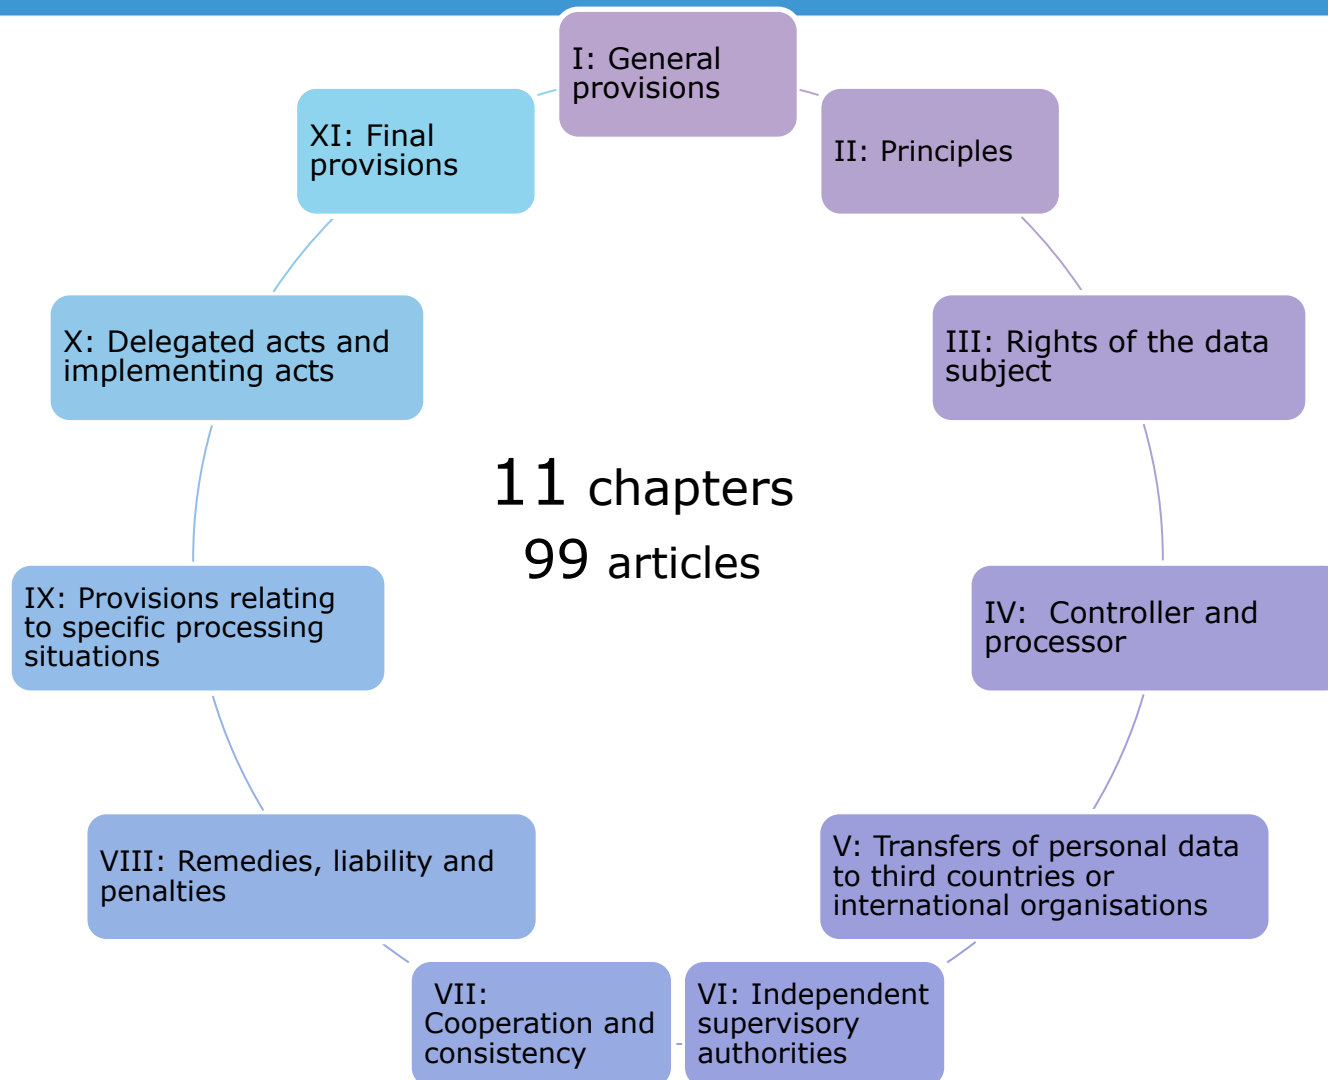 I: General
provisions
II: Principles
III: Rights of the data
subject
IV:  Controller and
processor
V: Transfers of personal data
to third countries or
international organisations
VI: Independent
supervisory
authorities
VII:
Cooperation and
consistency
VIII: Remedies, liability and
penalties
IX: Provisions relating
to specific processing
situations
X: Delegated acts and
implementing acts
XI: Final
provisions
11 chapters
99 articles